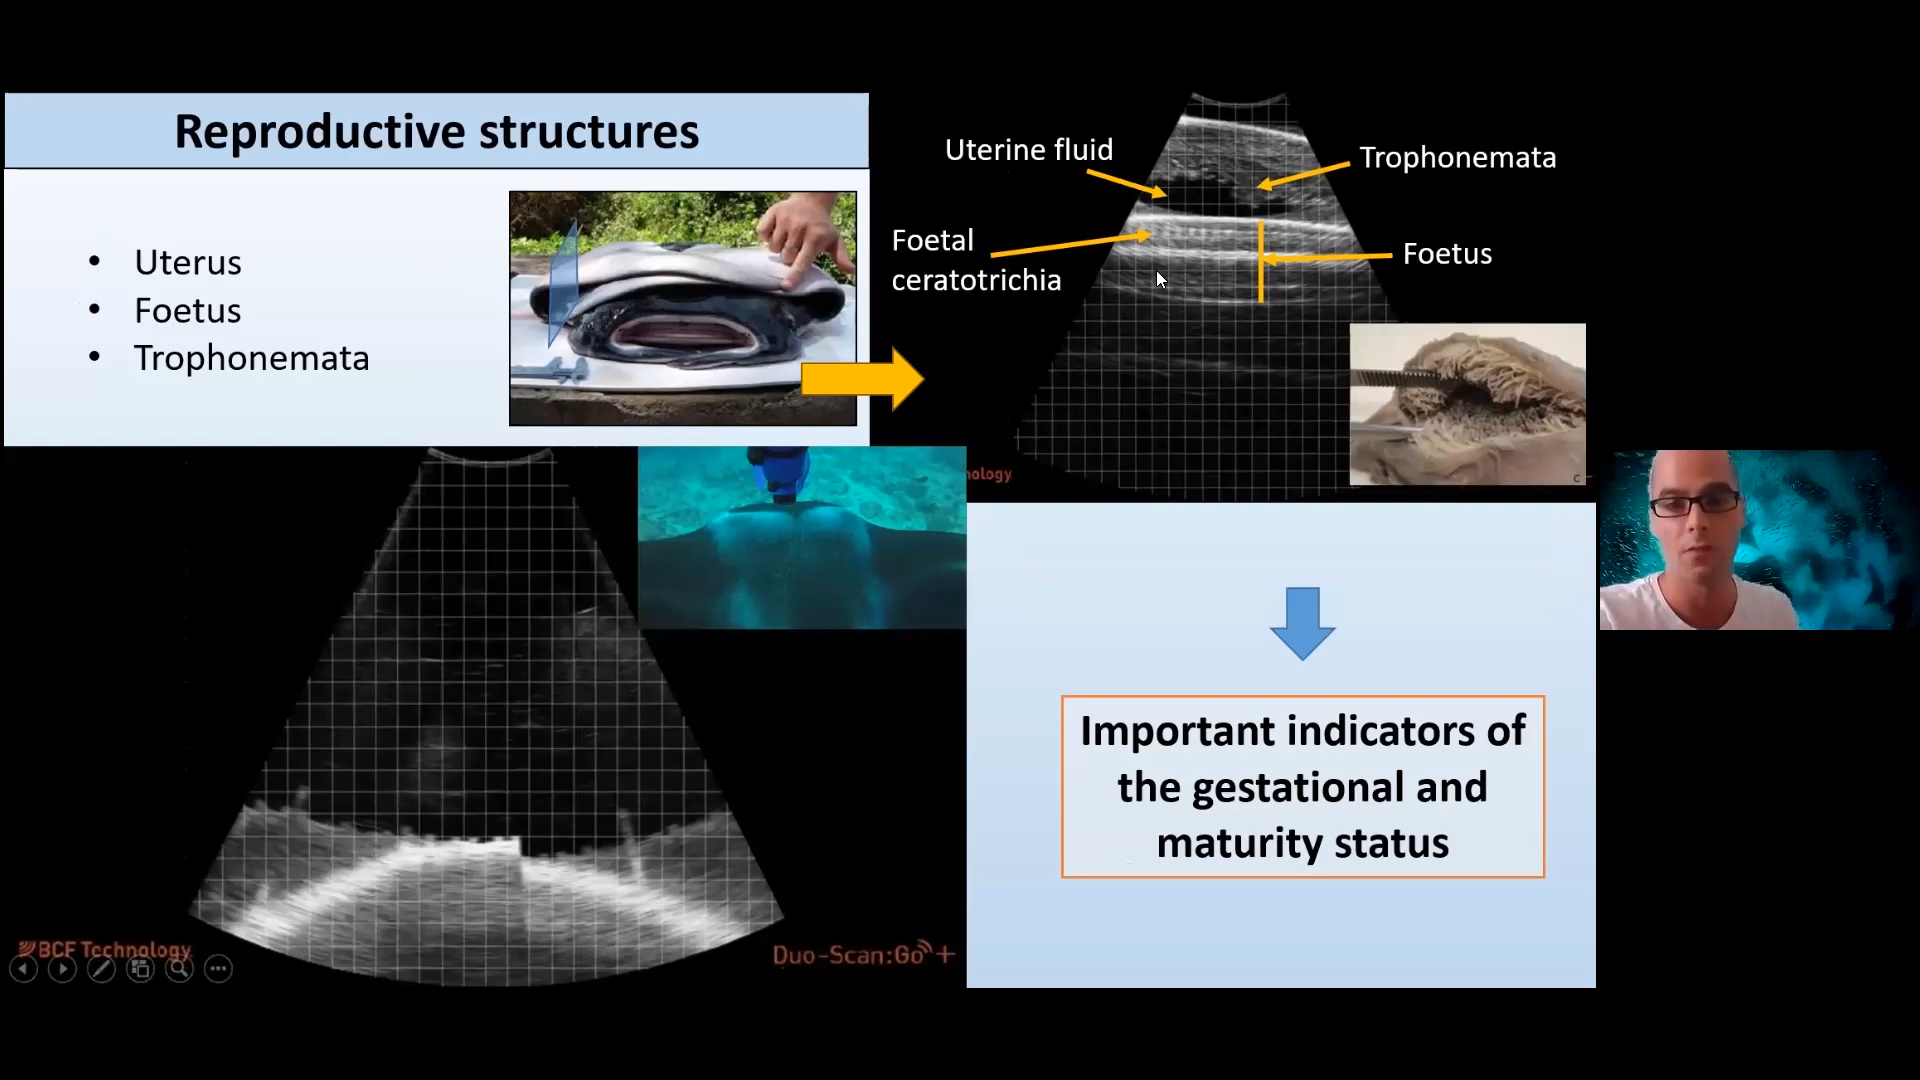 Reproductive structures
• Uterus
• Foetus
• Trophonemata
Uterine fluid
Trophonemata
Foetal
ceratotrichia
Foetus
nology
C
Important indicators of
the gestational and
maturity status
BCF Technology
Duo-Scan:Go+